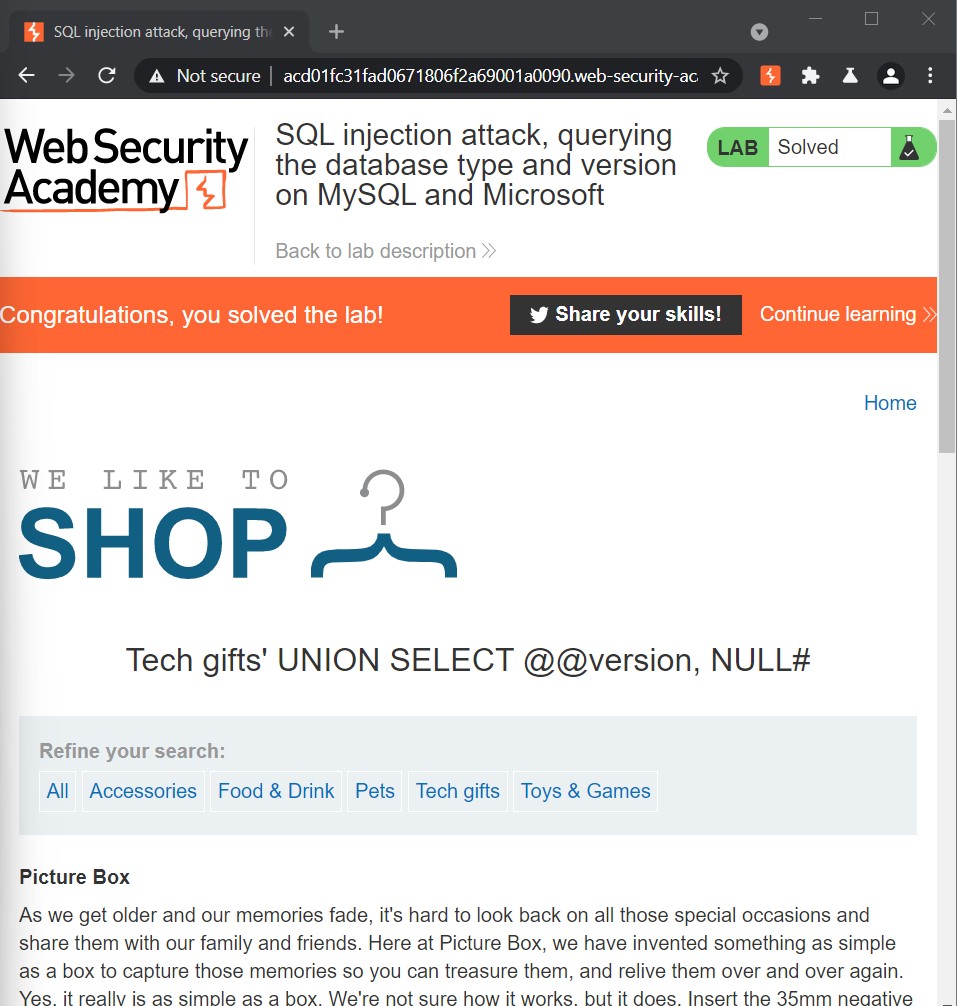 SQL injection attack, querying the
Not secure
acd01fc31fad0671806f2a69001a0090.web-security-ac
Web Security
Academy
SQL injection attack, querying
the database type and version
on MySQL and Microsoft
LAB
Solved
Back to lab description
Congratulations, you solved the lab!
Share your skills!
Continue learning
Home
WE LIKE TO
SHOP
Tech gifts' UNION SELECT @@version, NULL#
Refine your search:
All
Accessories
Food & Drink
Pets
Tech gifts
Toys & Games
Picture Box
As we get older and our memories fade, it's hard to look back on all those special occasions and
share them with our family and friends. Here at Picture Box, we have invented something as simple
as a box to capture those memories so you can treasure them, and relive them over and over again.
Yes, it really is as simple as a box. We're not sure how it works, but it does. Insert the 35mm negative